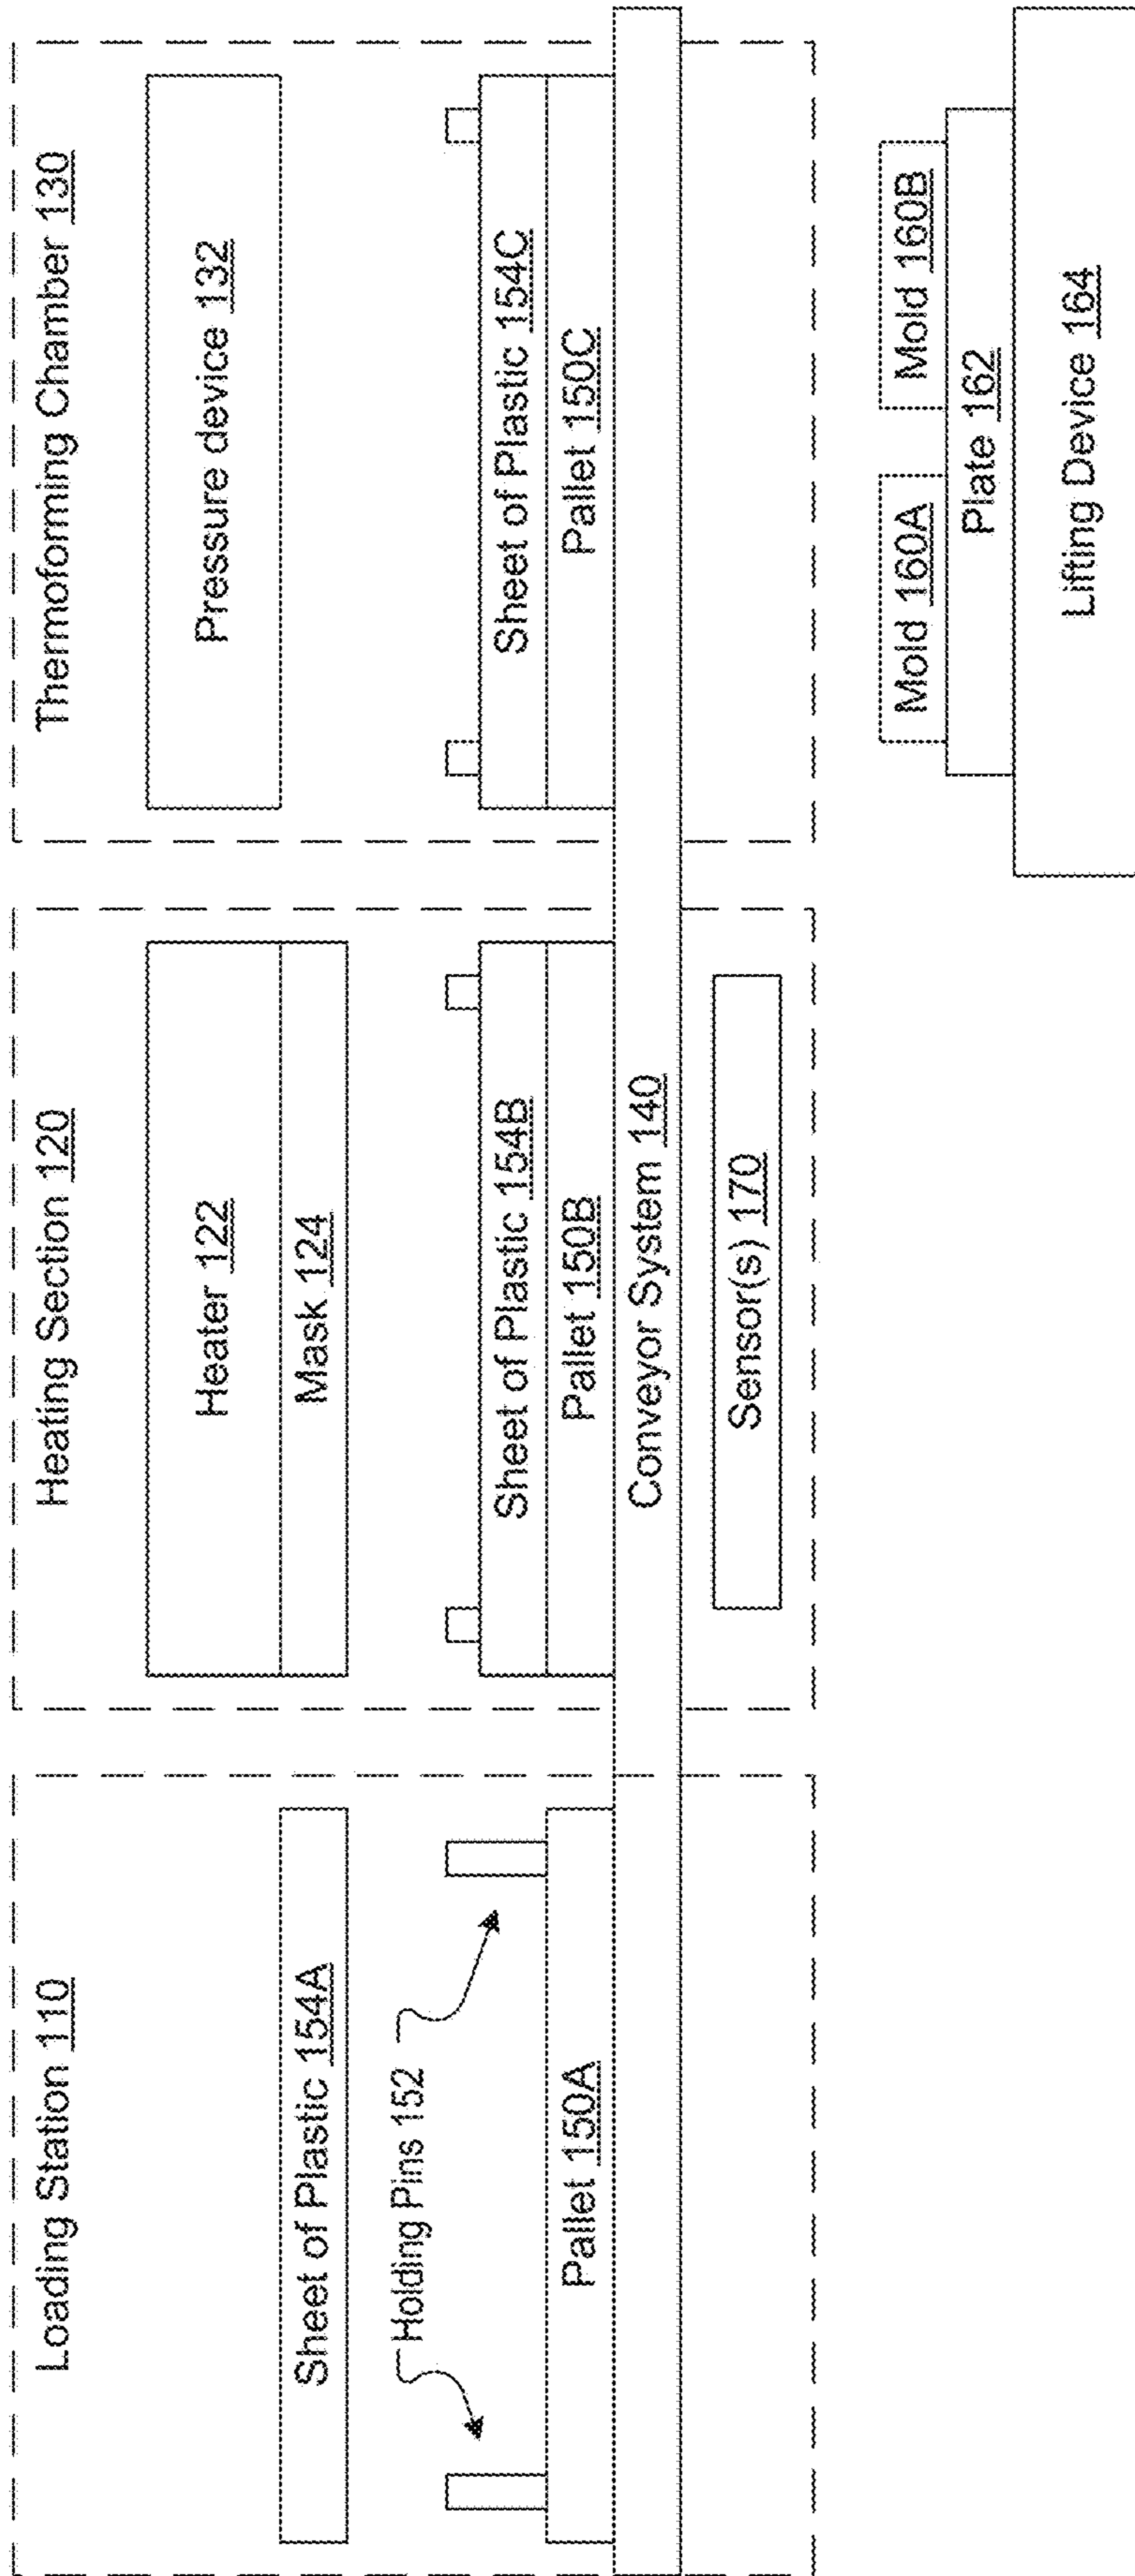 Loading Station 110
Sheet of Plastic 154A
Holding Pins 152
Pallet 150A
Heating Section 120
Heater 122
Mask 124
Sheet of Plastic 154B
Pallet 150B
Conveyor System 140
Sensor(s) 170
Thermoforming Chamber 130
Pressure device 132
Sheet of Plastic 154C
Pallet 150C
Mold 160A
Mold 160B
Plate 162
Lifting Device 164